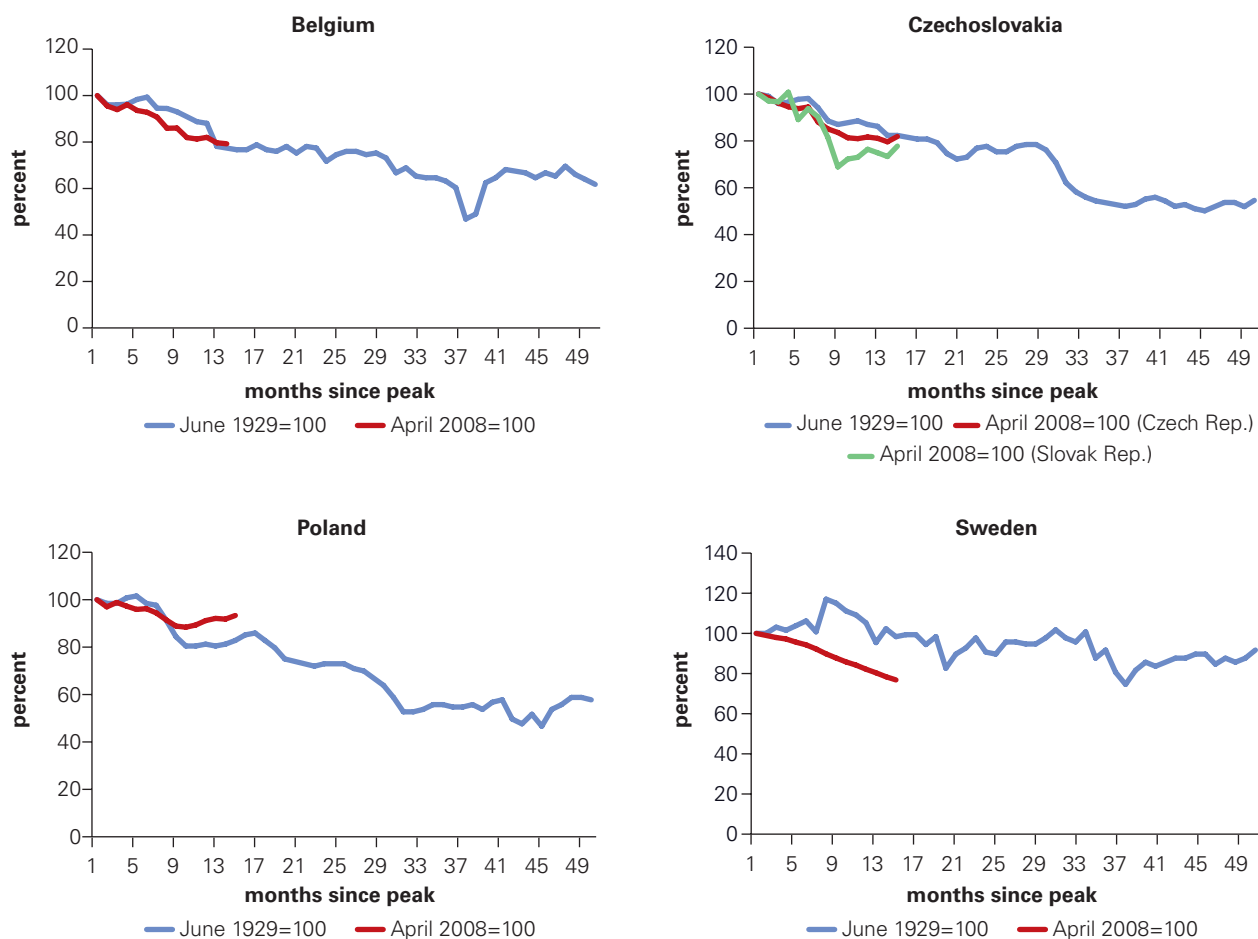 Belgium
120
100
80
60
40
20
0
percent
1 5 9 13 17 21 25 29 33 37 41 45 49
months since peak
June 1929=100 April 2008=100
Czechoslovakia
120
100
80
60
40
20
0
percent
1 5 9 13 17 21 25 29 33 37 41 45 49
months since peak
June 1929=100 April 2008=100 (Czech Rep.)
April 2008=100 (Slovak Rep.)
Poland
120
100
80
60
40
20
0
percent
1 5 9 13 17 21 25 29 33 37 41 45 49
months since peak
June 1929=100 April 2008=100
Sweden
140
120
100
80
60
40
20
0
percent
1 5 9 13 17 21 25 29 33 37 41 45 49
months since peak
June 1929=100 April 2008=100